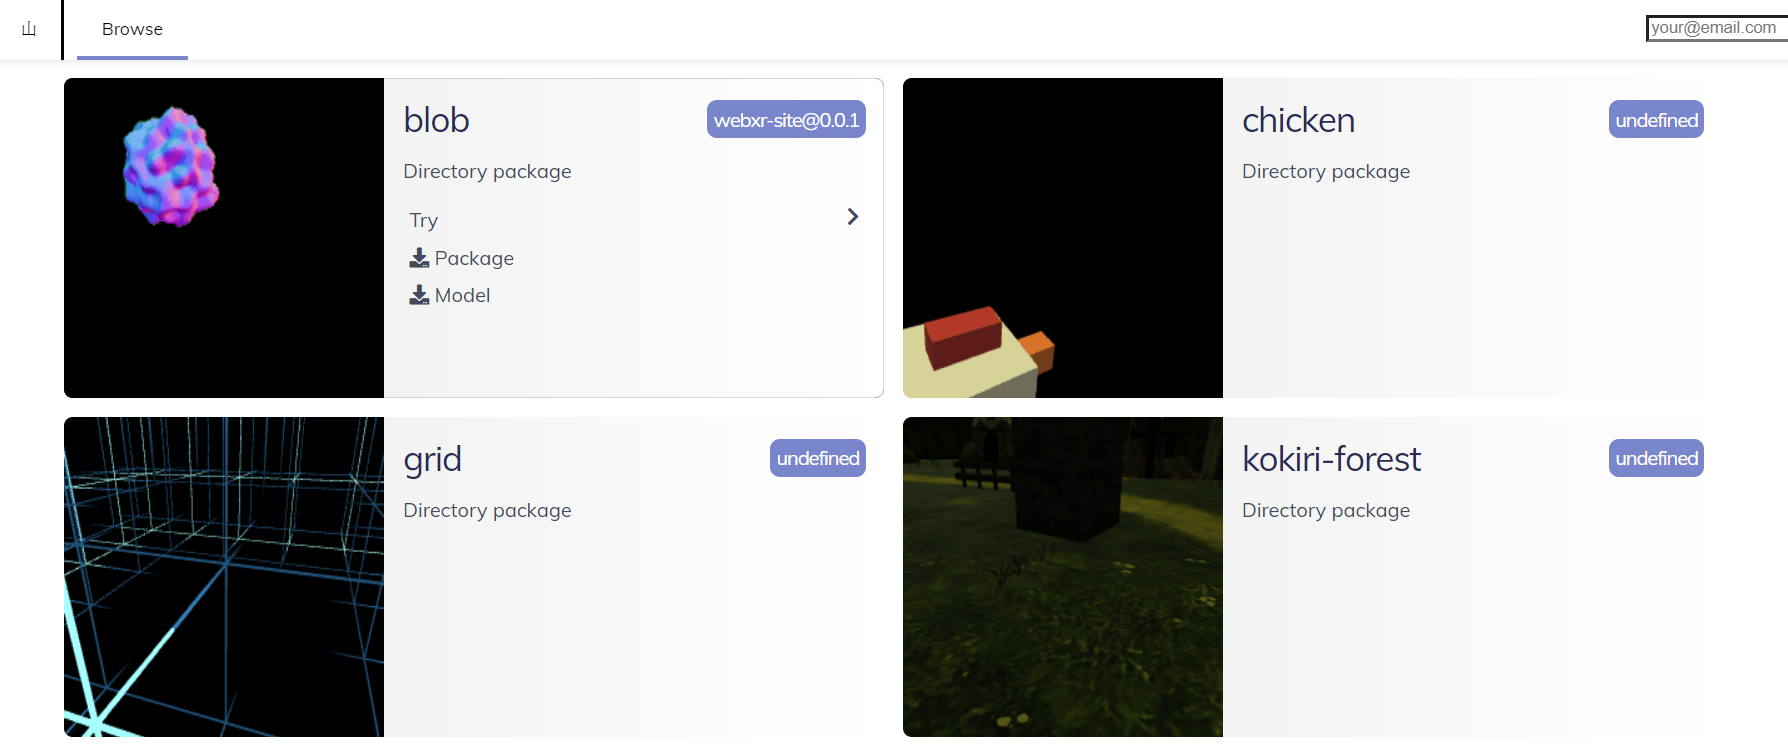 山 Browse your@email.com
blob webxr-site@0.0.1
Directory package
Try
Package
Model
chicken undefined
Directory package
grid undefined
Directory package
kokiri-forest undefined
Directory package